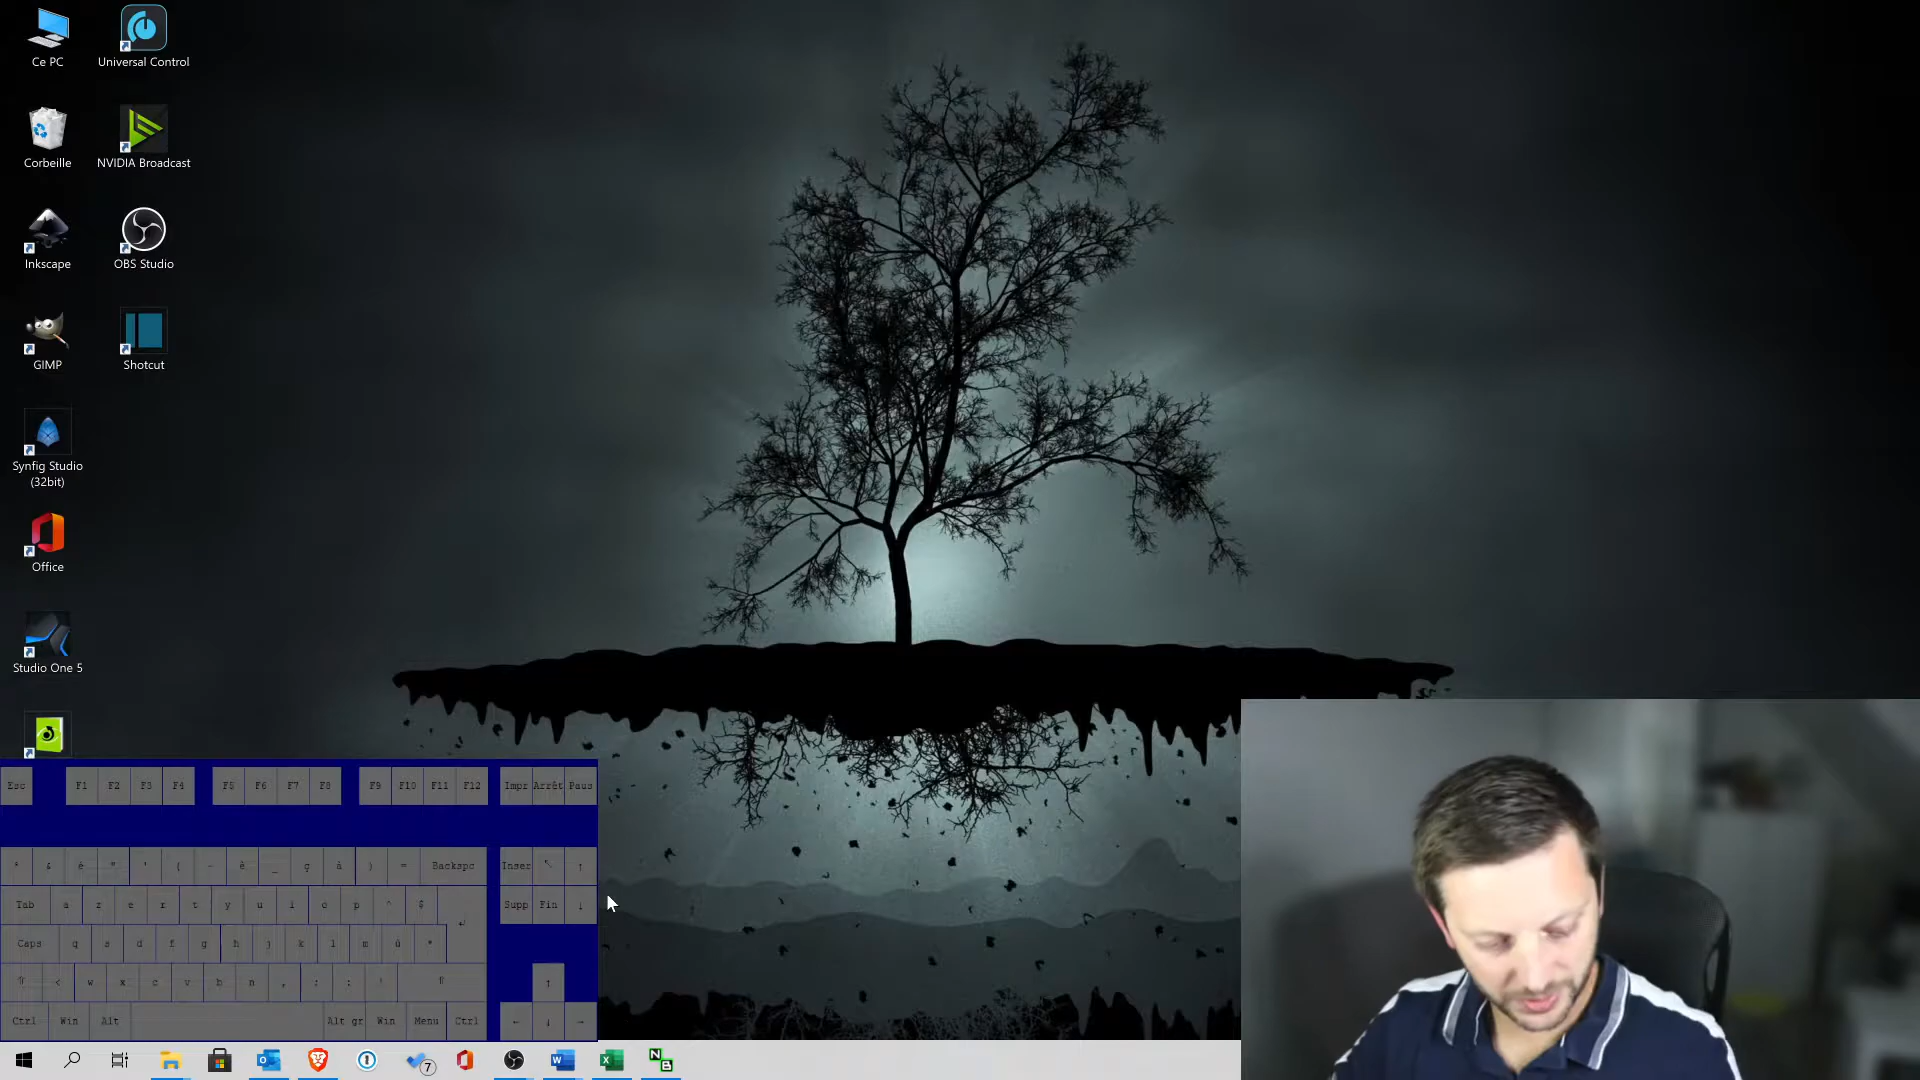 Ce PC
Universal Control
Corbeille
NVIDIA Broadcast
Inkscape
OBS Studio
GIMP
Shotcut
Synfig Studio
(32bit)
Office
Studio One 5
Esc F1 F2 F3 F4 F5 F6 F7 F8 F9 F10 F11 F12 Impr Arrêt Paus
² & é " ' ( - è _ ç à ) = Backspc Inser ↖ ↑
Tab a z e r t y u i o p ^ $ ↵ Supp Fin ↓
Caps q s d f g h j k l m ù *
⇧ < w x c v b n , ; : ! ⇧ ↑
Ctrl Win Alt Alt gr Win Menu Ctrl ← ↓ →
7
N
B